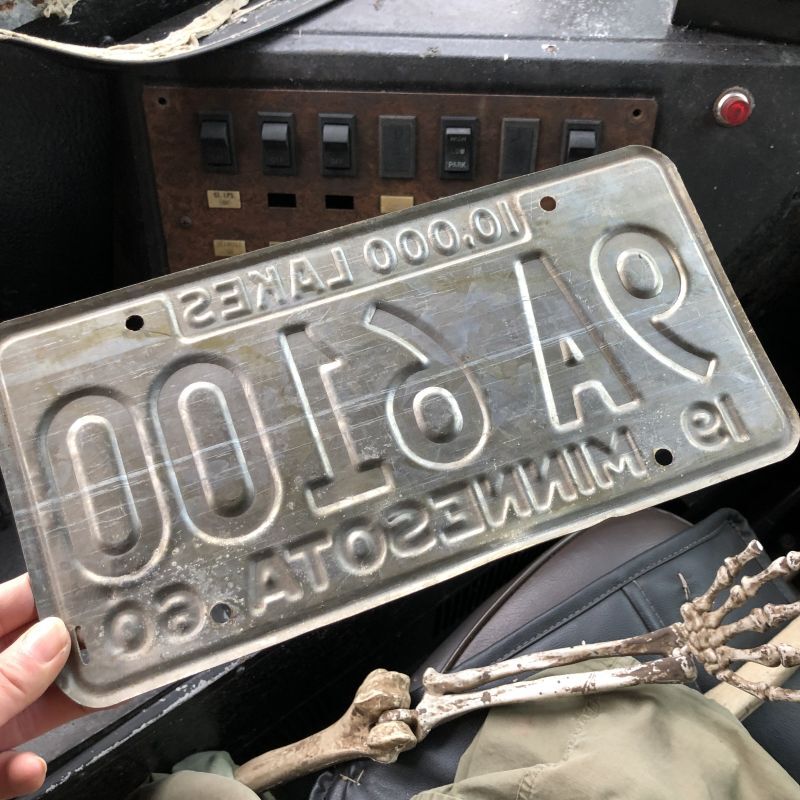 10,000 LAKES
9A6100
19 MINNESOTA 60
PARK